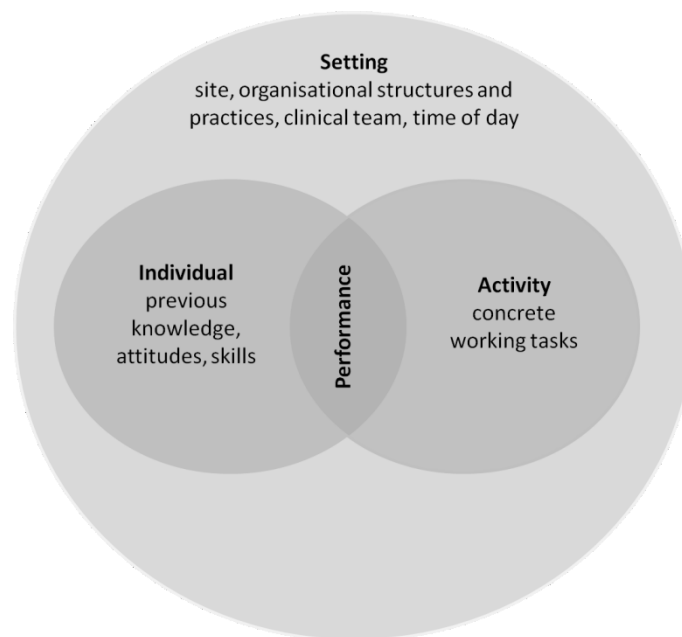 Setting
site, organisational structures and
practices, clinical team, time of day
Individual
previous
knowledge,
attitudes, skills
Performance
Activity
concrete
working tasks